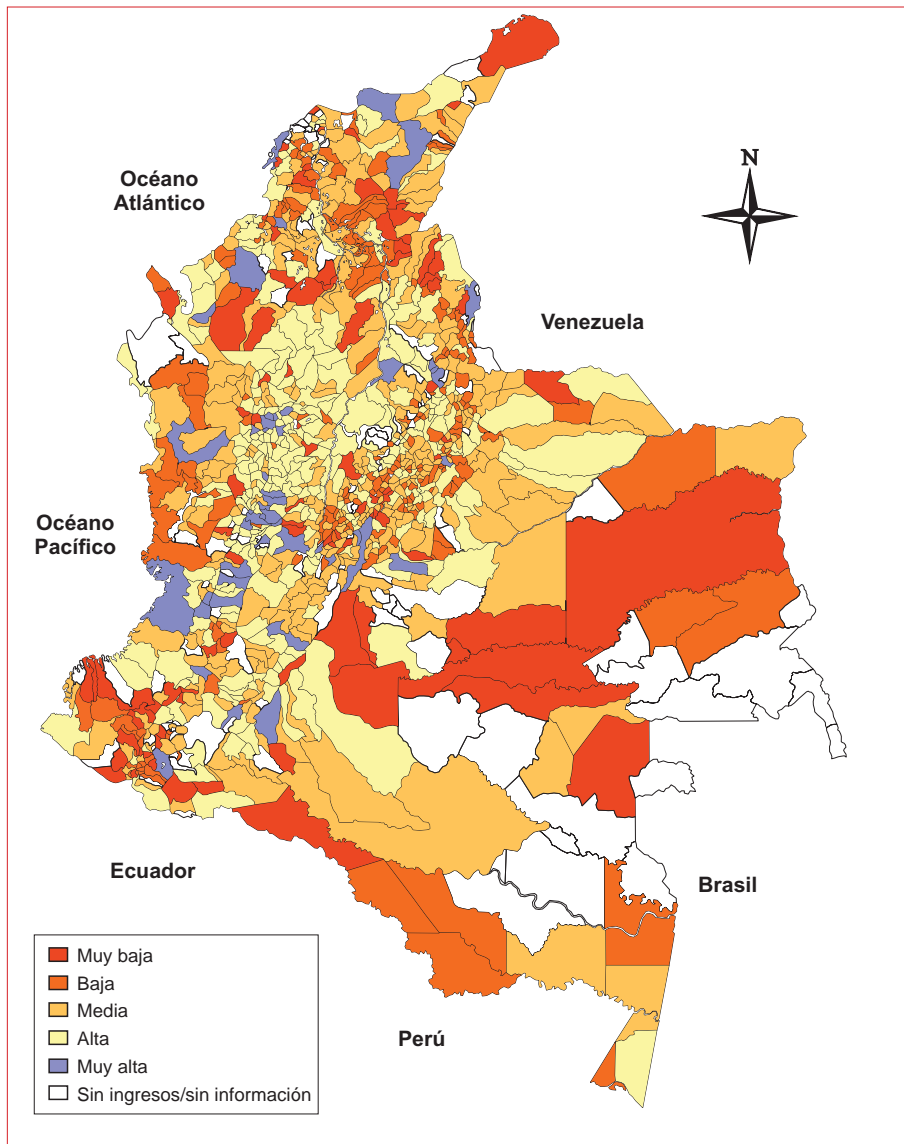 N
Océano
Atlántico
Venezuela
Océano
Pacífico
Ecuador
Brasil
Perú
Muy baja
Baja
Media
Alta
Muy alta
Sin ingresos/sin información